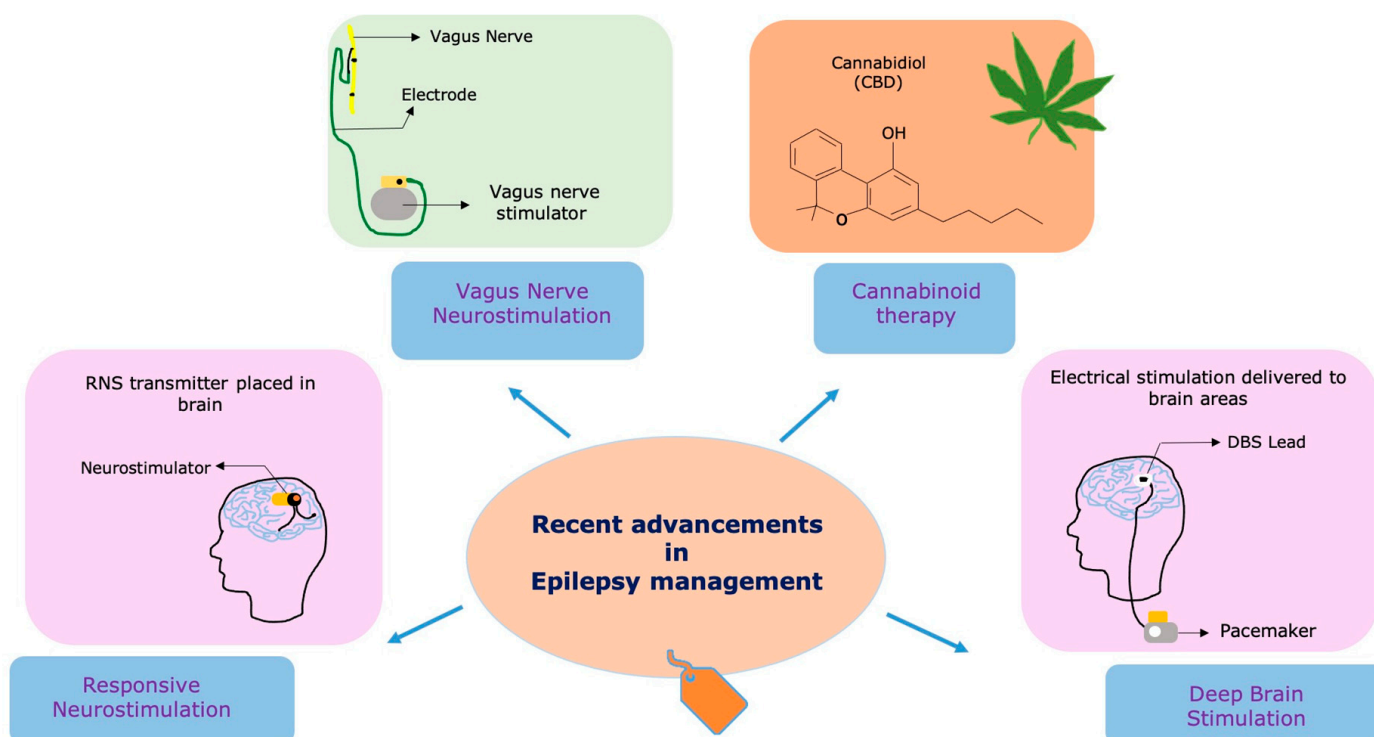 Vagus Nerve
Electrode
Vagus nerve
stimulator
Vagus Nerve
Neurostimulation
Cannabidiol
(CBD)
OH
O
Cannabinoid
therapy
RNS transmitter placed in
brain
Neurostimulator
Responsive
Neurostimulation
Recent advancements
in
Epilepsy management
Electrical stimulation delivered to
brain areas
DBS Lead
Pacemaker
Deep Brain
Stimulation